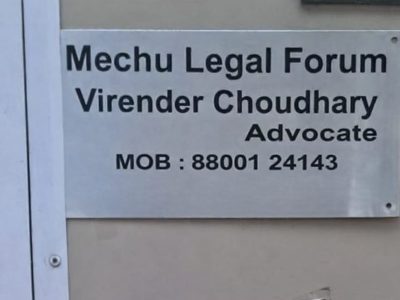 Mechu Legal Forum
Virender Choudhary
Advocate
MOB : 88001 24143